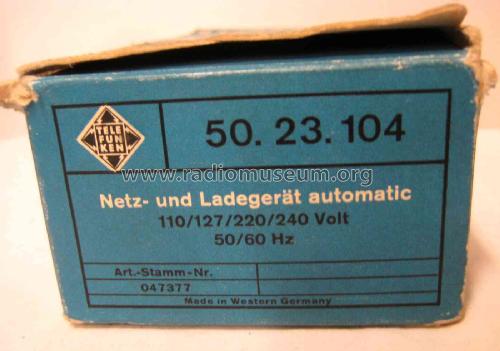 TELE
FUN
KEN
50. 23. 104
www.radiomuseum.org
Netz- und Ladegerät automatic
110/127/220/240 Volt
50/60 Hz
Art.-Stamm-Nr.
047377
Made in Western Germany